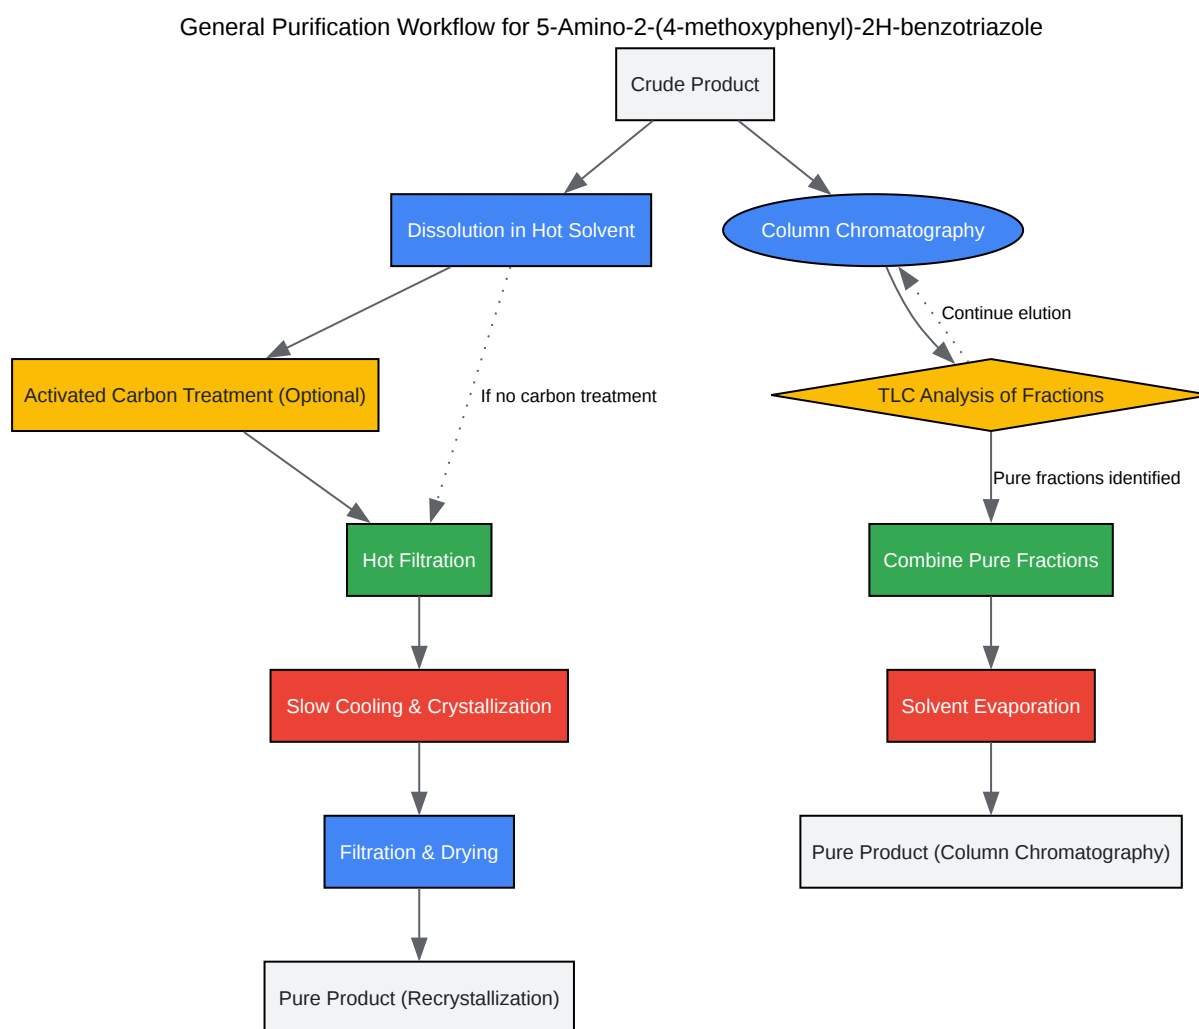 General Purification Workflow for 5-Amino-2-(4-methoxyphenyl)-2H-benzotriazole
Crude Product
Dissolution in Hot Solvent
Column Chromatography
Continue elution
Activated Carbon Treatment (Optional)
If no carbon treatment
TLC Analysis of Fractions
Pure fractions identified
Hot Filtration
Combine Pure Fractions
Slow Cooling & Crystallization
Solvent Evaporation
Filtration & Drying
Pure Product (Column Chromatography)
Pure Product (Recrystallization)